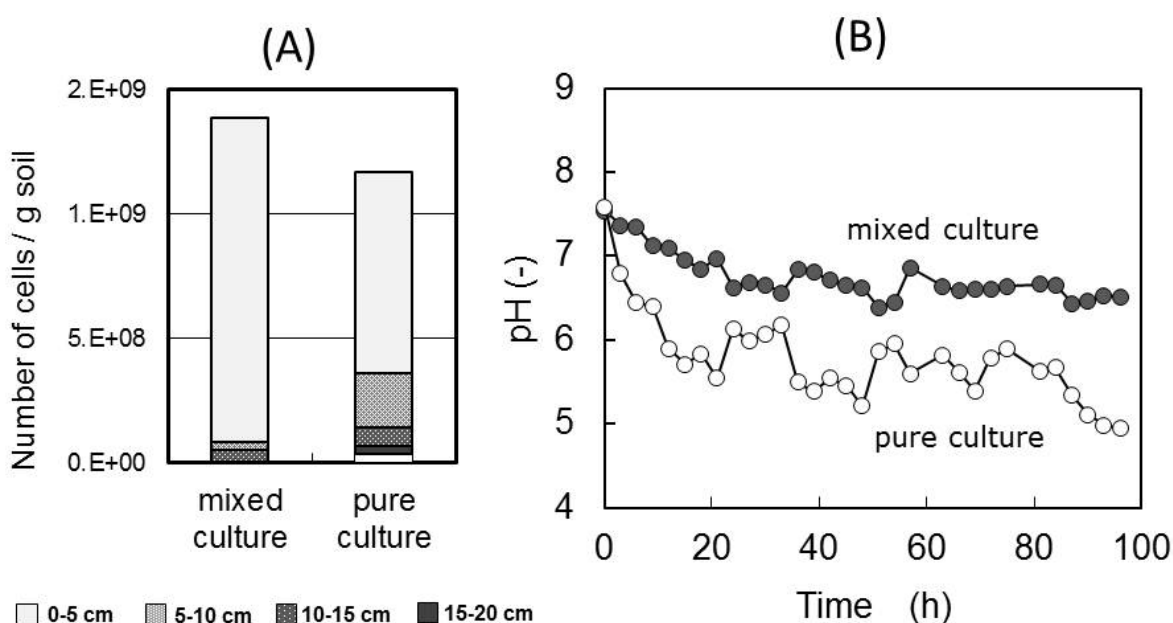 (A)
Number of cells / g soil
2.E+09
1.E+09
5.E+08
0.E+00
mixed
culture
pure
culture
0-5 cm
5-10 cm
10-15 cm
15-20 cm
(B)
pH (-)
9
8
7
6
5
4
mixed culture
pure culture
0
20
40
60
80
100
Time (h)